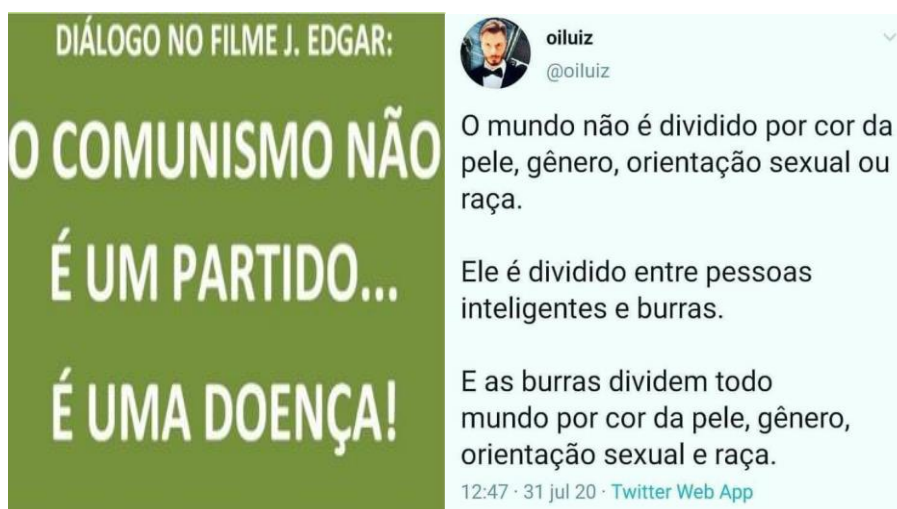 DIÁLOGO NO FILME J. EDGAR:
O COMUNISMO NÃO
É UM PARTIDO...
É UMA DOENÇA!
oiluiz
@oiluiz
O mundo não é dividido por cor da
pele, gênero, orientação sexual ou
raça.
Ele é dividido entre pessoas
inteligentes e burras.
E as burras dividem todo
mundo por cor da pele, gênero,
orientação sexual e raça.
12:47 · 31 jul 20 · Twitter Web App